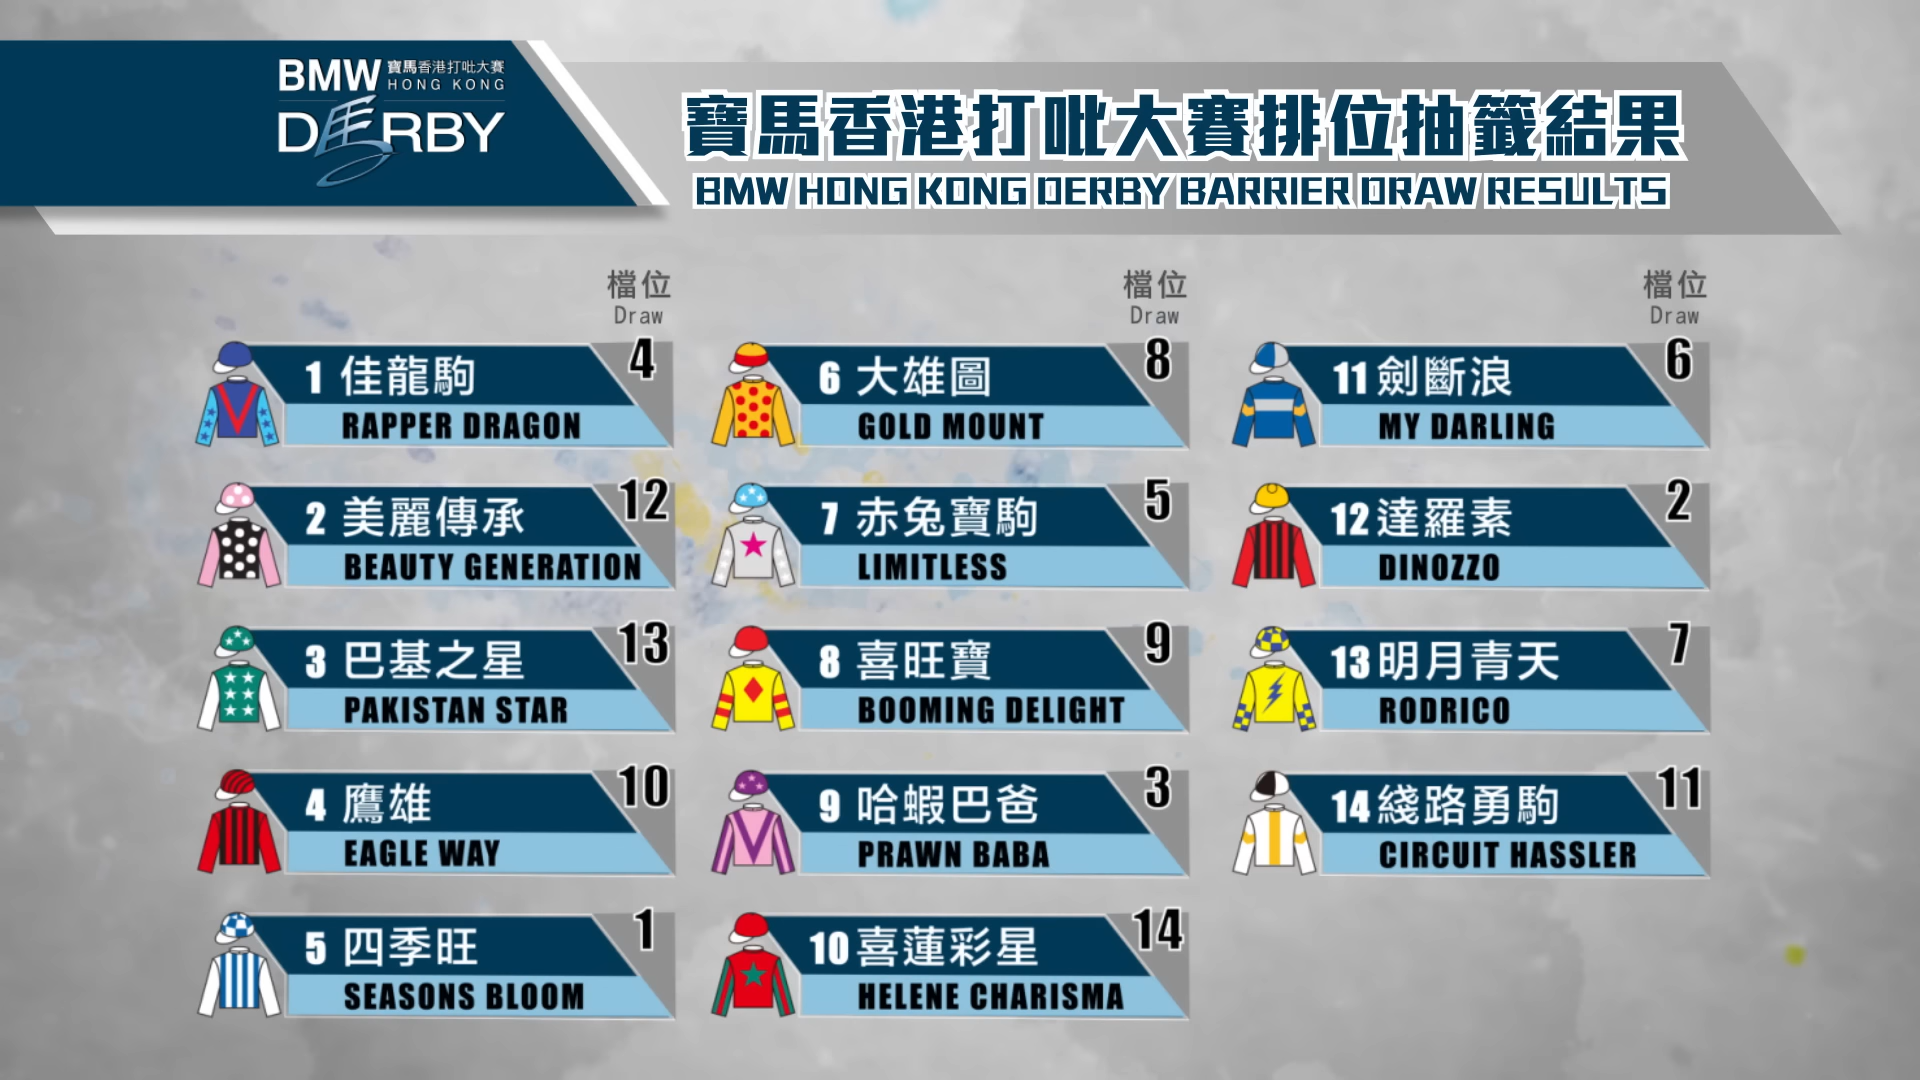 BMW 寶馬香港打吡大賽
HONG KONG
DERBY
寶馬香港打吡大賽排位抽籤結果
BMW HONG KONG DERBY BARRIER DRAW RESULTS
檔位
Draw
1 佳龍駒 4
RAPPER DRAGON
2 美麗傳承 12
BEAUTY GENERATION
3 巴基之星 13
PAKISTAN STAR
4 鷹雄 10
EAGLE WAY
5 四季旺 1
SEASONS BLOOM
檔位
Draw
6 大雄圖 8
GOLD MOUNT
7 赤兔寶駒 5
LIMITLESS
8 喜旺寶 9
BOOMING DELIGHT
9 哈蝦巴爸 3
PRAWN BABA
10 喜蓮彩星 14
HELENE CHARISMA
檔位
Draw
11 劍斷浪 6
MY DARLING
12 達羅素 2
DINOZZO
13 明月青天 7
RODRICO
14 綫路勇駒 11
CIRCUIT HASSLER